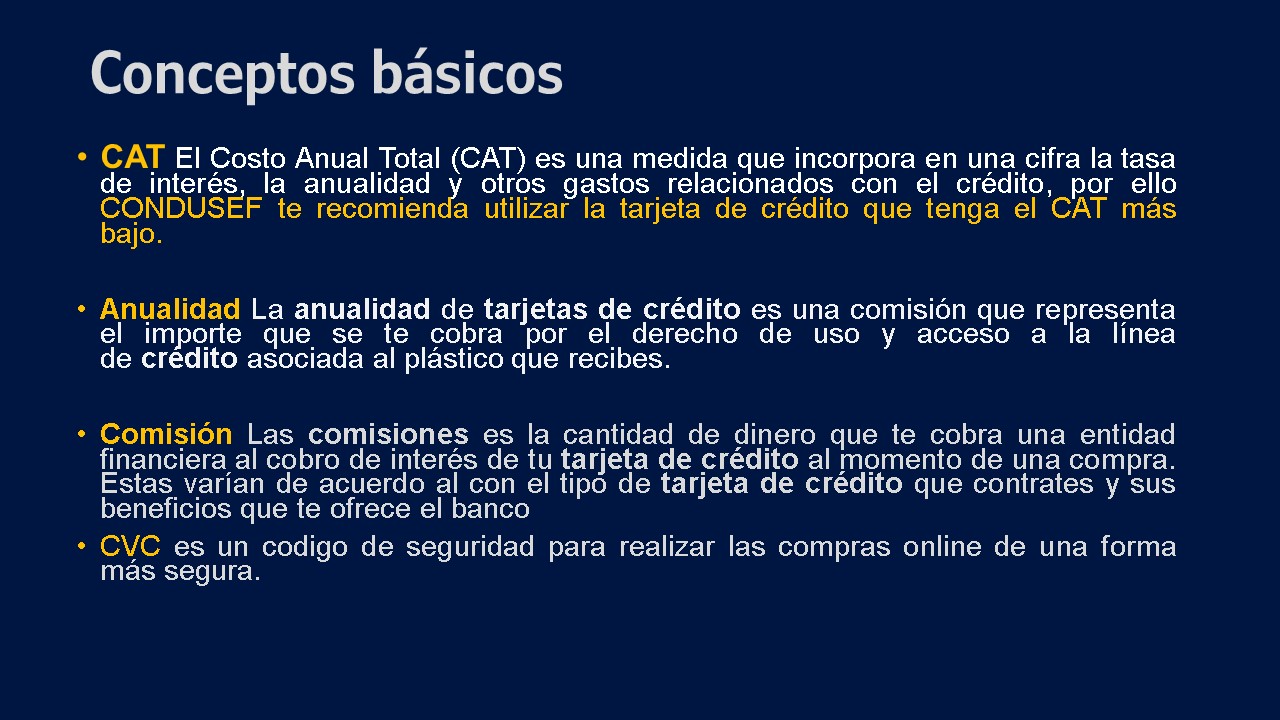 Conceptos básicos
• CAT El Costo Anual Total (CAT) es una medida que incorpora en una cifra la tasa
de interés, la anualidad y otros gastos relacionados con el crédito, por ello
CONDUSEF te recomienda utilizar la tarjeta de crédito que tenga el CAT más
bajo.
• Anualidad La anualidad de tarjetas de crédito es una comisión que representa
el importe que se te cobra por el derecho de uso y acceso a la línea
de crédito asociada al plástico que recibes.
• Comisión Las comisiones es la cantidad de dinero que te cobra una entidad
financiera al cobro de interés de tu tarjeta de crédito al momento de una compra.
Estas varían de acuerdo al con el tipo de tarjeta de crédito que contrates y sus
beneficios que te ofrece el banco
• CVC es un codigo de seguridad para realizar las compras online de una forma
más segura.